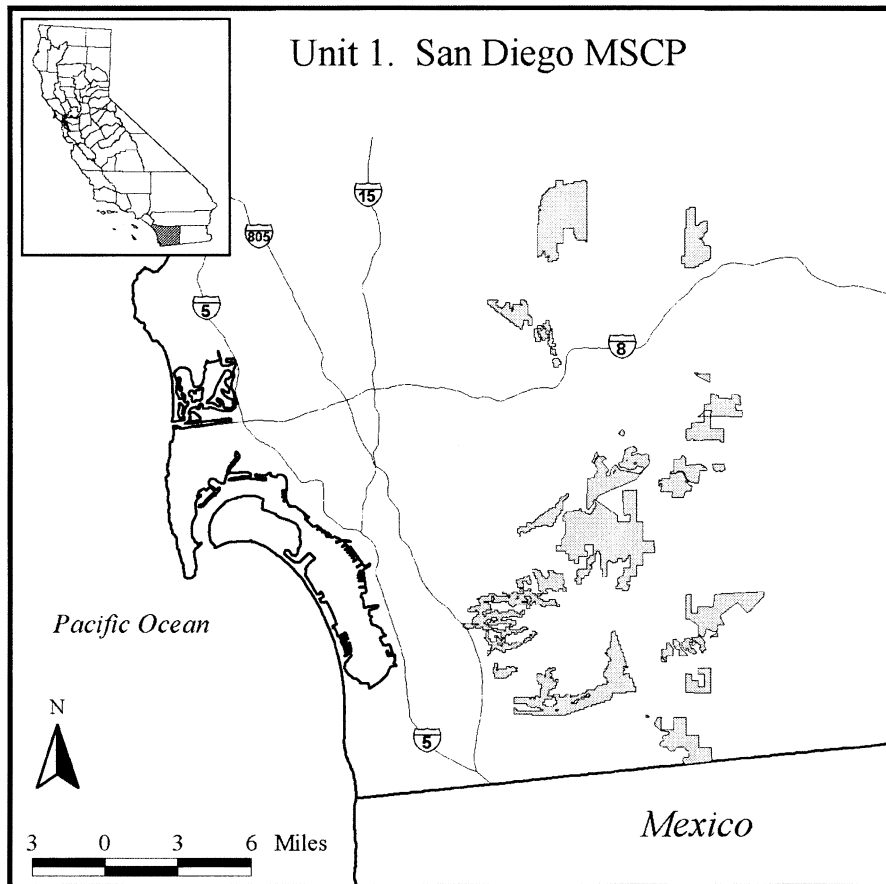 Unit 1. San Diego MSCP
15
805
5
8
Pacific Ocean
N
5
3 0 3 6 Miles
Mexico